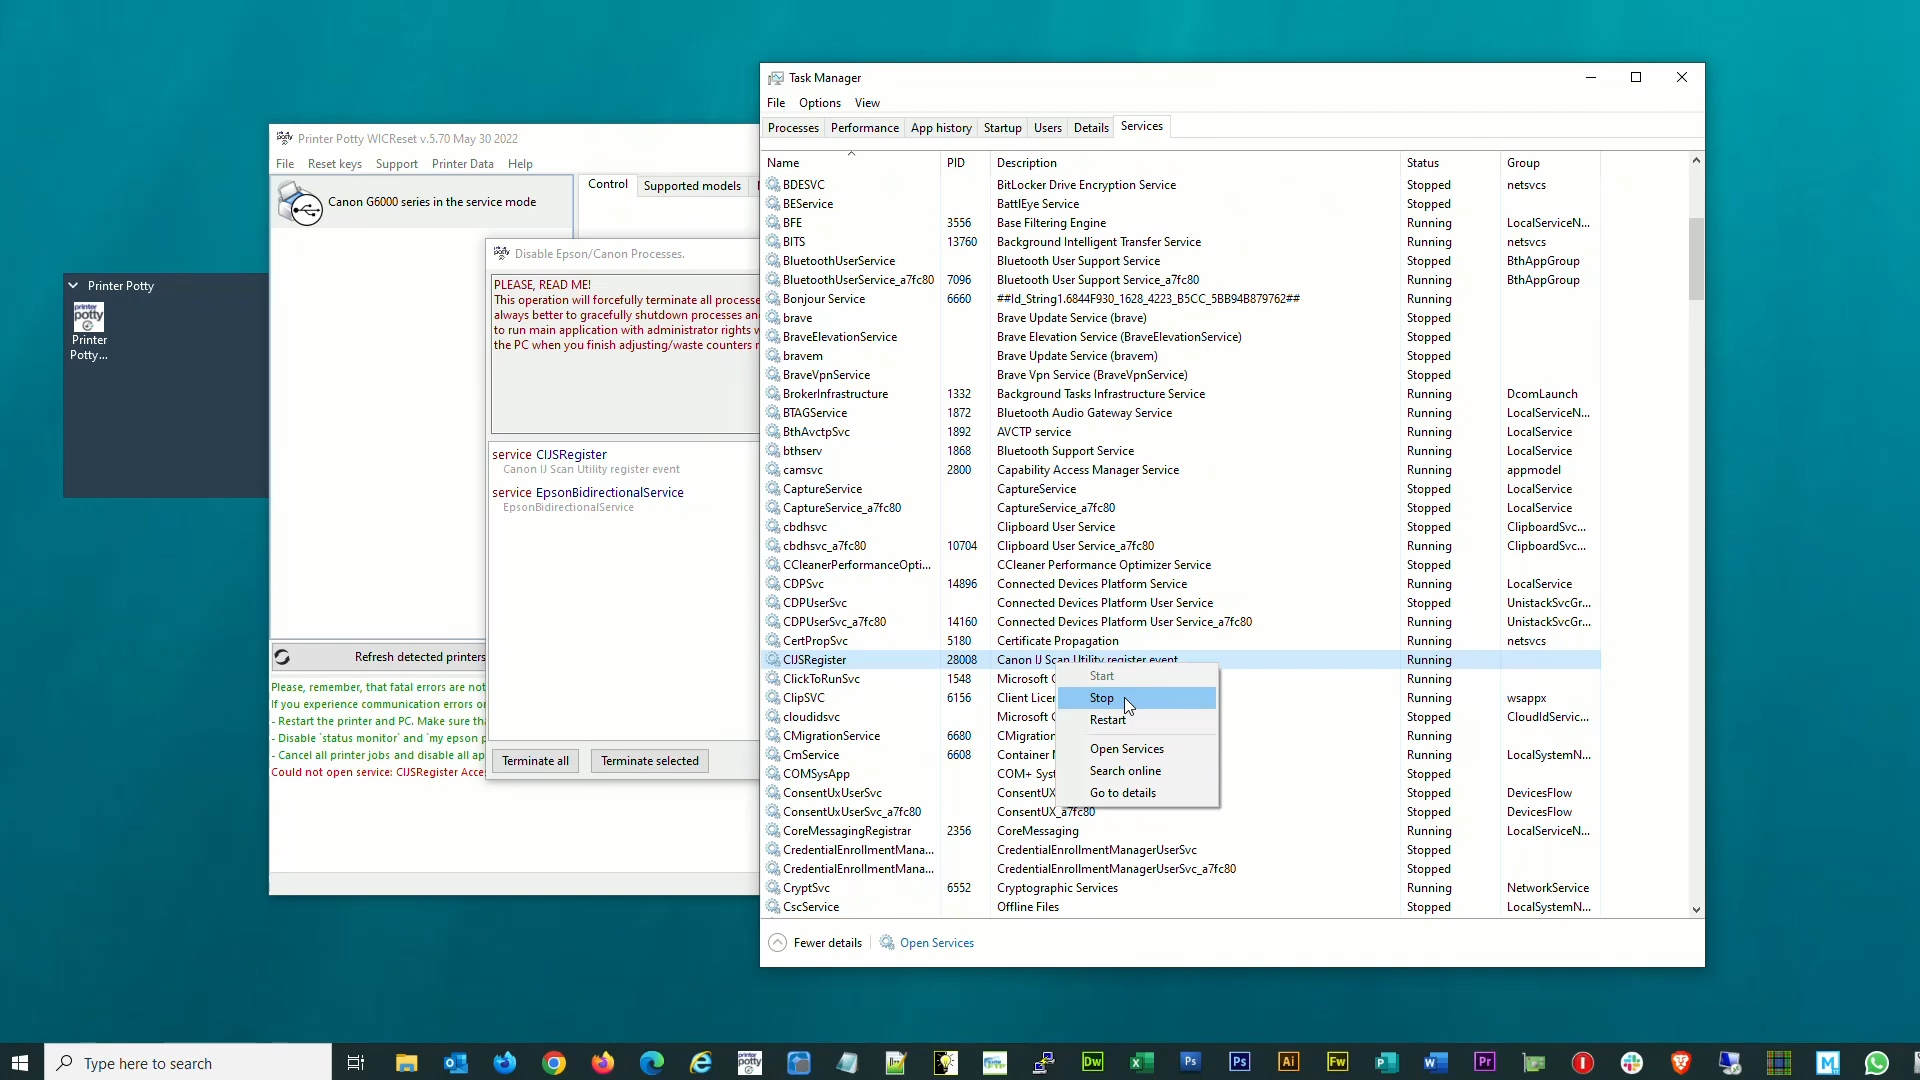 Printer Potty
Printer
Potty...
Printer Potty WICReset v.5.70 May 30 2022
File Reset keys Support Printer Data Help
Canon G6000 series in the service mode
Control Supported models
Disable Epson/Canon Processes.
PLEASE, READ ME!
This operation will forcefully terminate all processe
always better to gracefully shutdown processes an
to run main application with administrator rights w
the PC when you finish adjusting/waste counters
service CIJSRegister
Canon IJ Scan Utility register event
service EpsonBidirectionalService
EpsonBidirectionalService
Terminate all Terminate selected
Refresh detected printers
Please, remember, that fatal errors are not
If you experience communication errors o
- Restart the printer and PC. Make sure th
- Disable `status monitor` and `my epson p
- Cancel all printer jobs and disable all ap
Could not open service: CIJSRegister Acce
Task Manager
File Options View
Processes Performance App history Startup Users Details Services
Name PID Description Status Group
BDESVC BitLocker Drive Encryption Service Stopped netsvcs
BEService BattlEye Service Stopped
BFE 3556 Base Filtering Engine Running LocalServiceN...
BITS 13760 Background Intelligent Transfer Service Running netsvcs
BluetoothUserService Bluetooth User Support Service Stopped BthAppGroup
BluetoothUserService_a7fc80 7096 Bluetooth User Support Service_a7fc80 Running BthAppGroup
Bonjour Service 6660 ##Id_String1.6844F930_1628_4223_B5CC_5BB94B879762## Running
brave Brave Update Service (brave) Stopped
BraveElevationService Brave Elevation Service (BraveElevationService) Stopped
bravem Brave Update Service (bravem) Stopped
BraveVpnService Brave Vpn Service (BraveVpnService) Stopped
BrokerInfrastructure 1332 Background Tasks Infrastructure Service Running DcomLaunch
BTAGService 1872 Bluetooth Audio Gateway Service Running LocalServiceN...
BthAvctpSvc 1892 AVCTP service Running LocalService
bthserv 1868 Bluetooth Support Service Running LocalService
camsvc 2800 Capability Access Manager Service Running appmodel
CaptureService CaptureService Stopped LocalService
CaptureService_a7fc80 CaptureService_a7fc80 Stopped LocalService
cbdhsvc Clipboard User Service Stopped ClipboardSvc...
cbdhsvc_a7fc80 10704 Clipboard User Service_a7fc80 Running ClipboardSvc...
CCleanerPerformanceOpti... CCleaner Performance Optimizer Service Stopped
CDPSvc 14896 Connected Devices Platform Service Running LocalService
CDPUserSvc Connected Devices Platform User Service Stopped UnistackSvcGr...
CDPUserSvc_a7fc80 14160 Connected Devices Platform User Service_a7fc80 Running UnistackSvcGr...
CertPropSvc 5180 Certificate Propagation Running netsvcs
CIJSRegister 28008 Canon IJ Scan Utility register event Running
ClickToRunSvc 1548 Microsoft Running
ClipSVC 6156 Client Licen Running wsappx
cloudidsvc Microsoft Stopped CloudIdServic...
CMigrationService 6680 CMigration Running
CmService 6608 Container Running LocalSystemN...
COMSysApp COM+ Syst Stopped
ConsentUxUserSvc ConsentUX Stopped DevicesFlow
ConsentUxUserSvc_a7fc80 ConsentUX_a7fc80 Stopped DevicesFlow
CoreMessagingRegistrar 2356 CoreMessaging Running LocalServiceN...
CredentialEnrollmentMana... CredentialEnrollmentManagerUserSvc Stopped
CredentialEnrollmentMana... CredentialEnrollmentManagerUserSvc_a7fc80 Stopped
CryptSvc 6552 Cryptographic Services Running NetworkService
CscService Offline Files Stopped LocalSystemN...
Start
Stop
Restart
Open Services
Search online
Go to details
Fewer details Open Services
Type here to search
printer potty Dw Ps Ps Ai Fw Pr